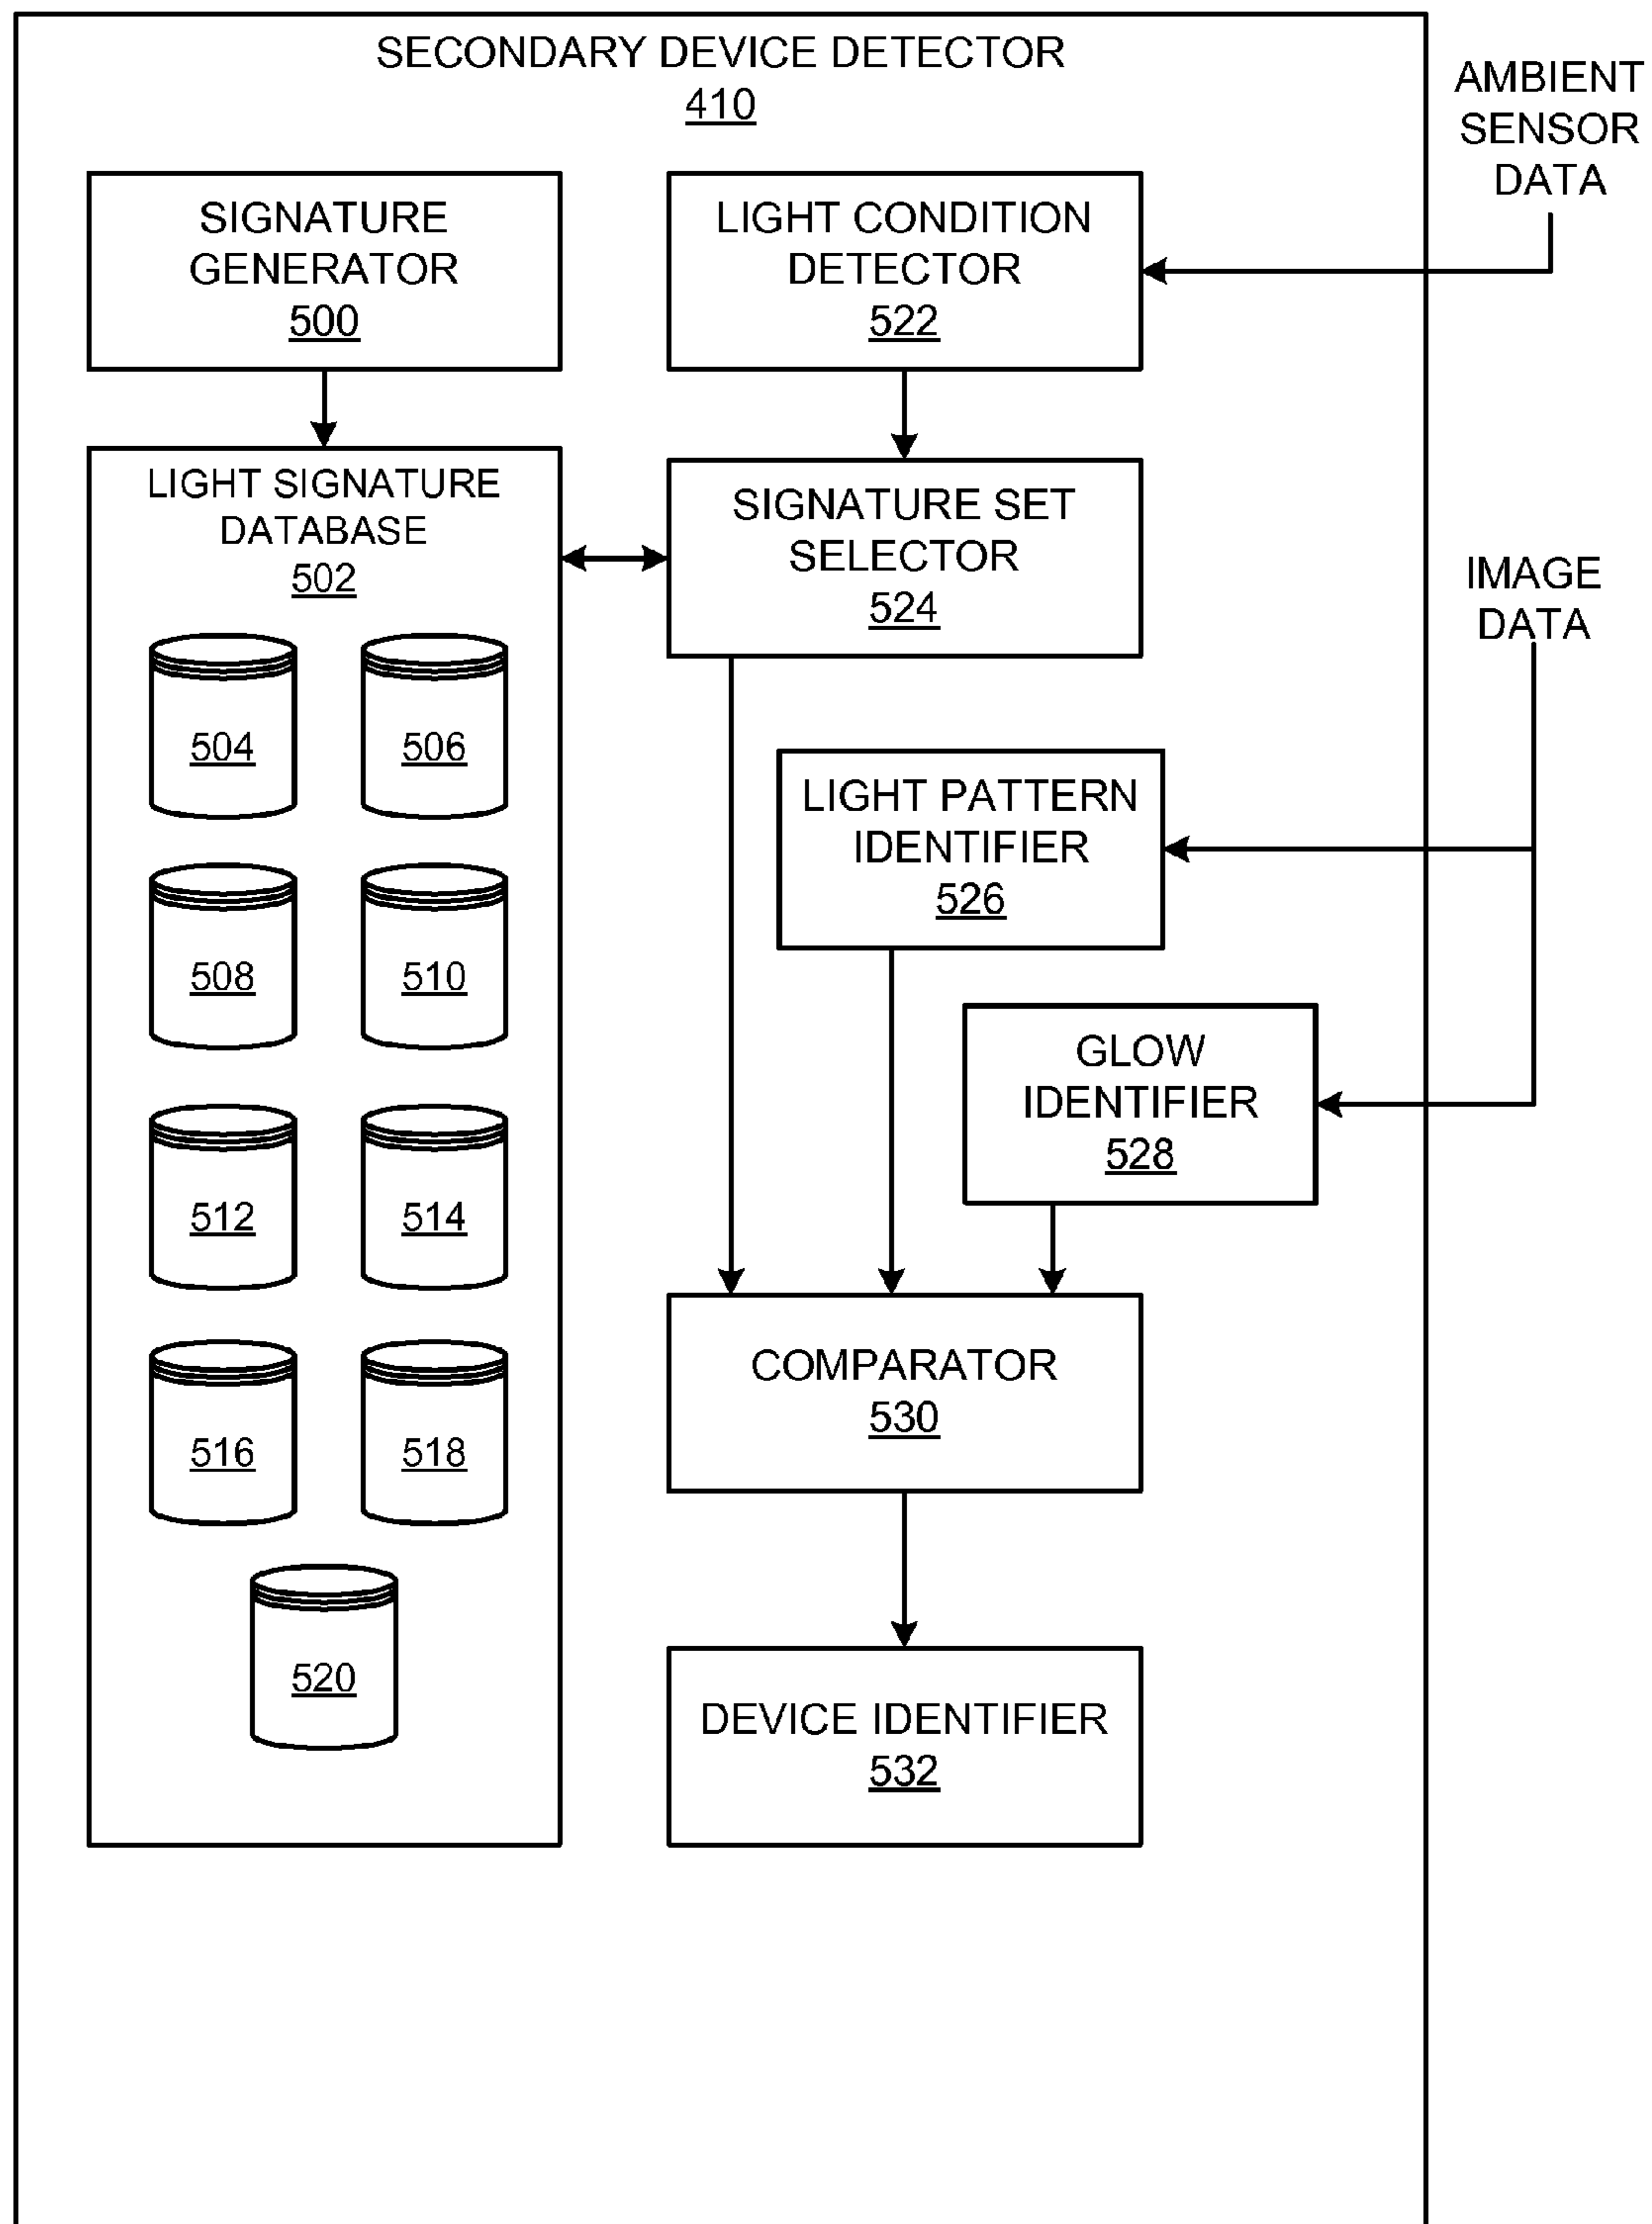 SECONDARY DEVICE DETECTOR
410
AMBIENT
SENSOR
DATA
SIGNATURE
GENERATOR
500
LIGHT CONDITION
DETECTOR
522
LIGHT SIGNATURE
DATABASE
502
SIGNATURE SET
SELECTOR
524
IMAGE
DATA
504
506
508
510
512
514
516
518
520
LIGHT PATTERN
IDENTIFIER
526
GLOW
IDENTIFIER
528
COMPARATOR
530
DEVICE IDENTIFIER
532